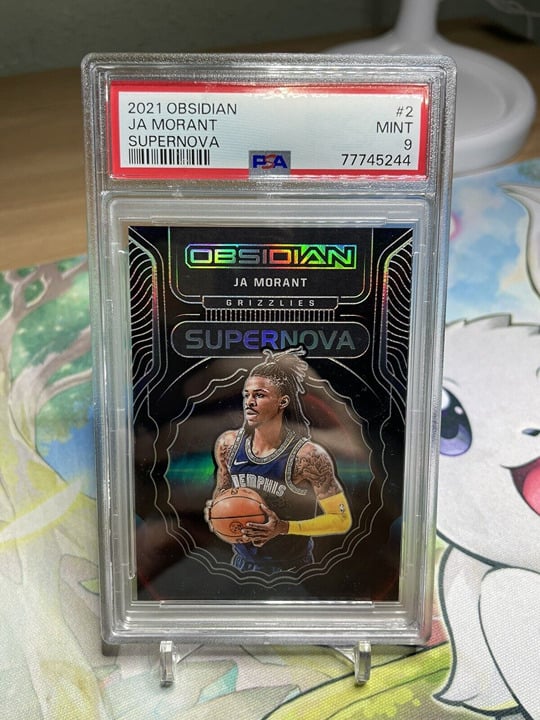 2021 OBSIDIAN #2
JA MORANT MINT
SUPERNOVA 9
PSA 77745244
OBSIDIAN
JA MORANT
GRIZZLIES
SUPERNOVA
MEMPHIS